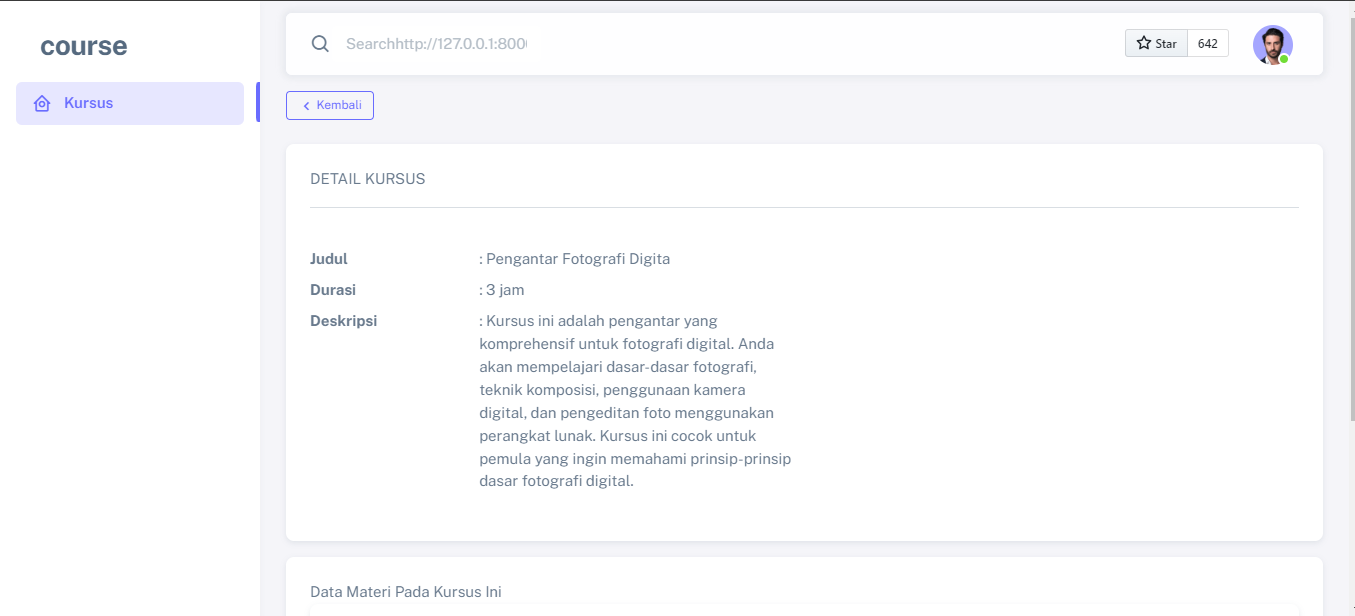 course
Searchhttp://127.0.0.1:800
Star 642
Kursus
Kembali
DETAIL KURSUS
Judul : Pengantar Fotografi Digita
Durasi : 3 jam
Deskripsi : Kursus ini adalah pengantar yang
komprehensif untuk fotografi digital. Anda
akan mempelajari dasar-dasar fotografi,
teknik komposisi, penggunaan kamera
digital, dan pengeditan foto menggunakan
perangkat lunak. Kursus ini cocok untuk
pemula yang ingin memahami prinsip-prinsip
dasar fotografi digital.
Data Materi Pada Kursus Ini